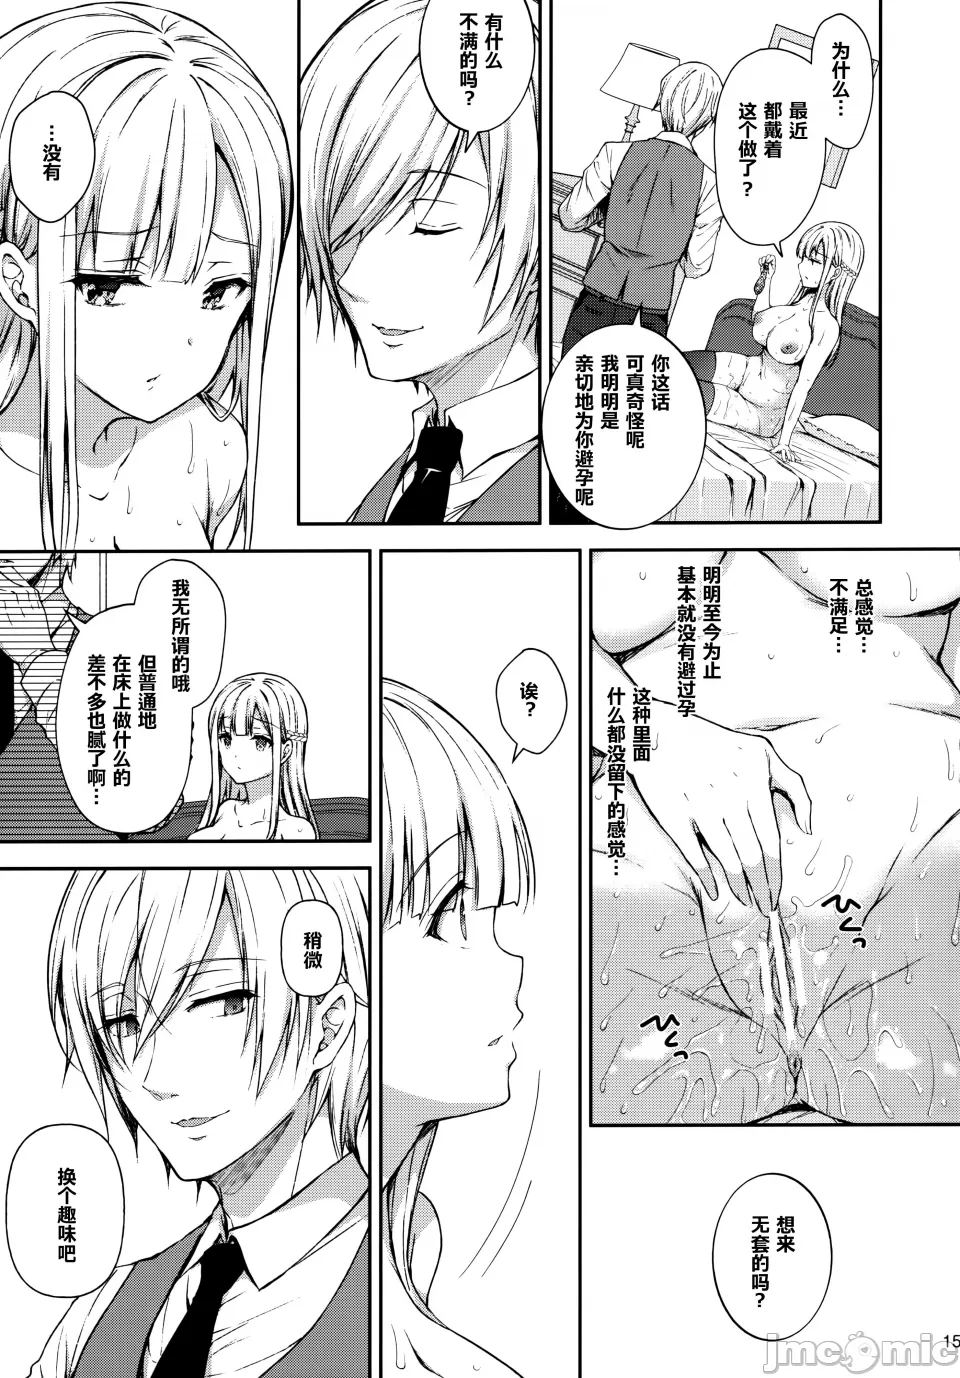 为什么…
最近
都戴着
这个做了？
你这话
可真奇怪呢
我明明是
亲切地为你避孕呢
有什么
不满的吗？
…没有
总感觉…
不满足…
明明至今为止
基本就没有避过孕
这种里面
什么都没留下的感觉…
想来
无套的吗？
诶？
我无所谓的哦
但普通地
在床上做什么的
差不多也腻了啊…
稍微
换个趣味吧
15
jmcomic